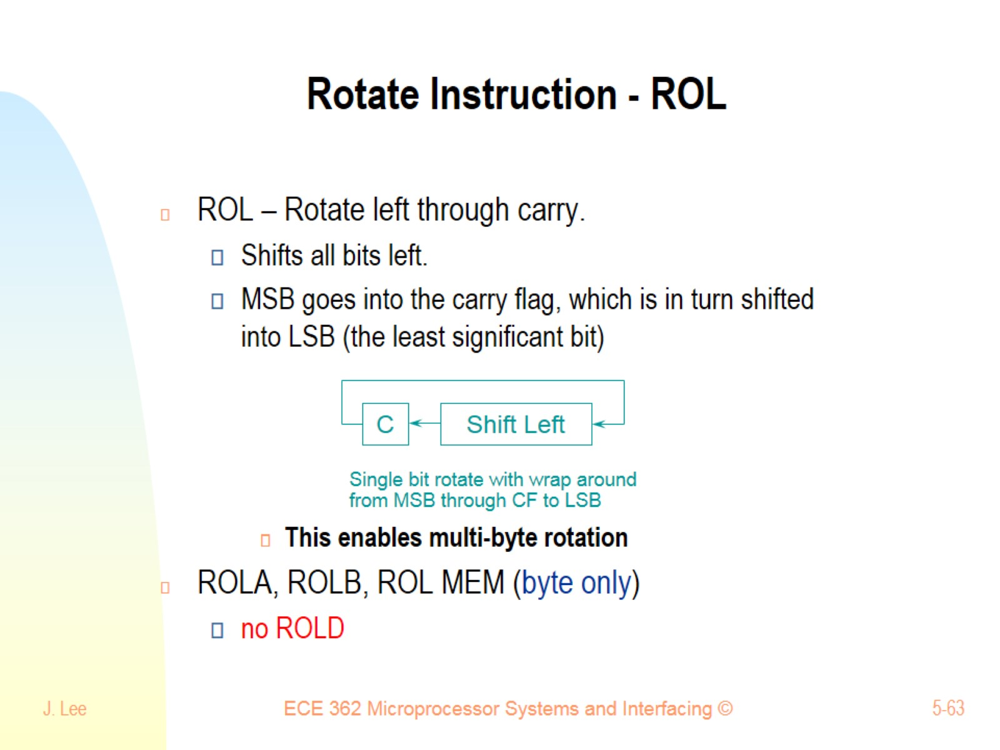 Rotate Instruction - ROL
ROL – Rotate left through carry.
Shifts all bits left.
MSB goes into the carry flag, which is in turn shifted
into LSB (the least significant bit)
C
Shift Left
Single bit rotate with wrap around
from MSB through CF to LSB
This enables multi-byte rotation
ROLA, ROLB, ROL MEM (byte only)
no ROLD
J. Lee
ECE 362 Microprocessor Systems and Interfacing ©
5-63